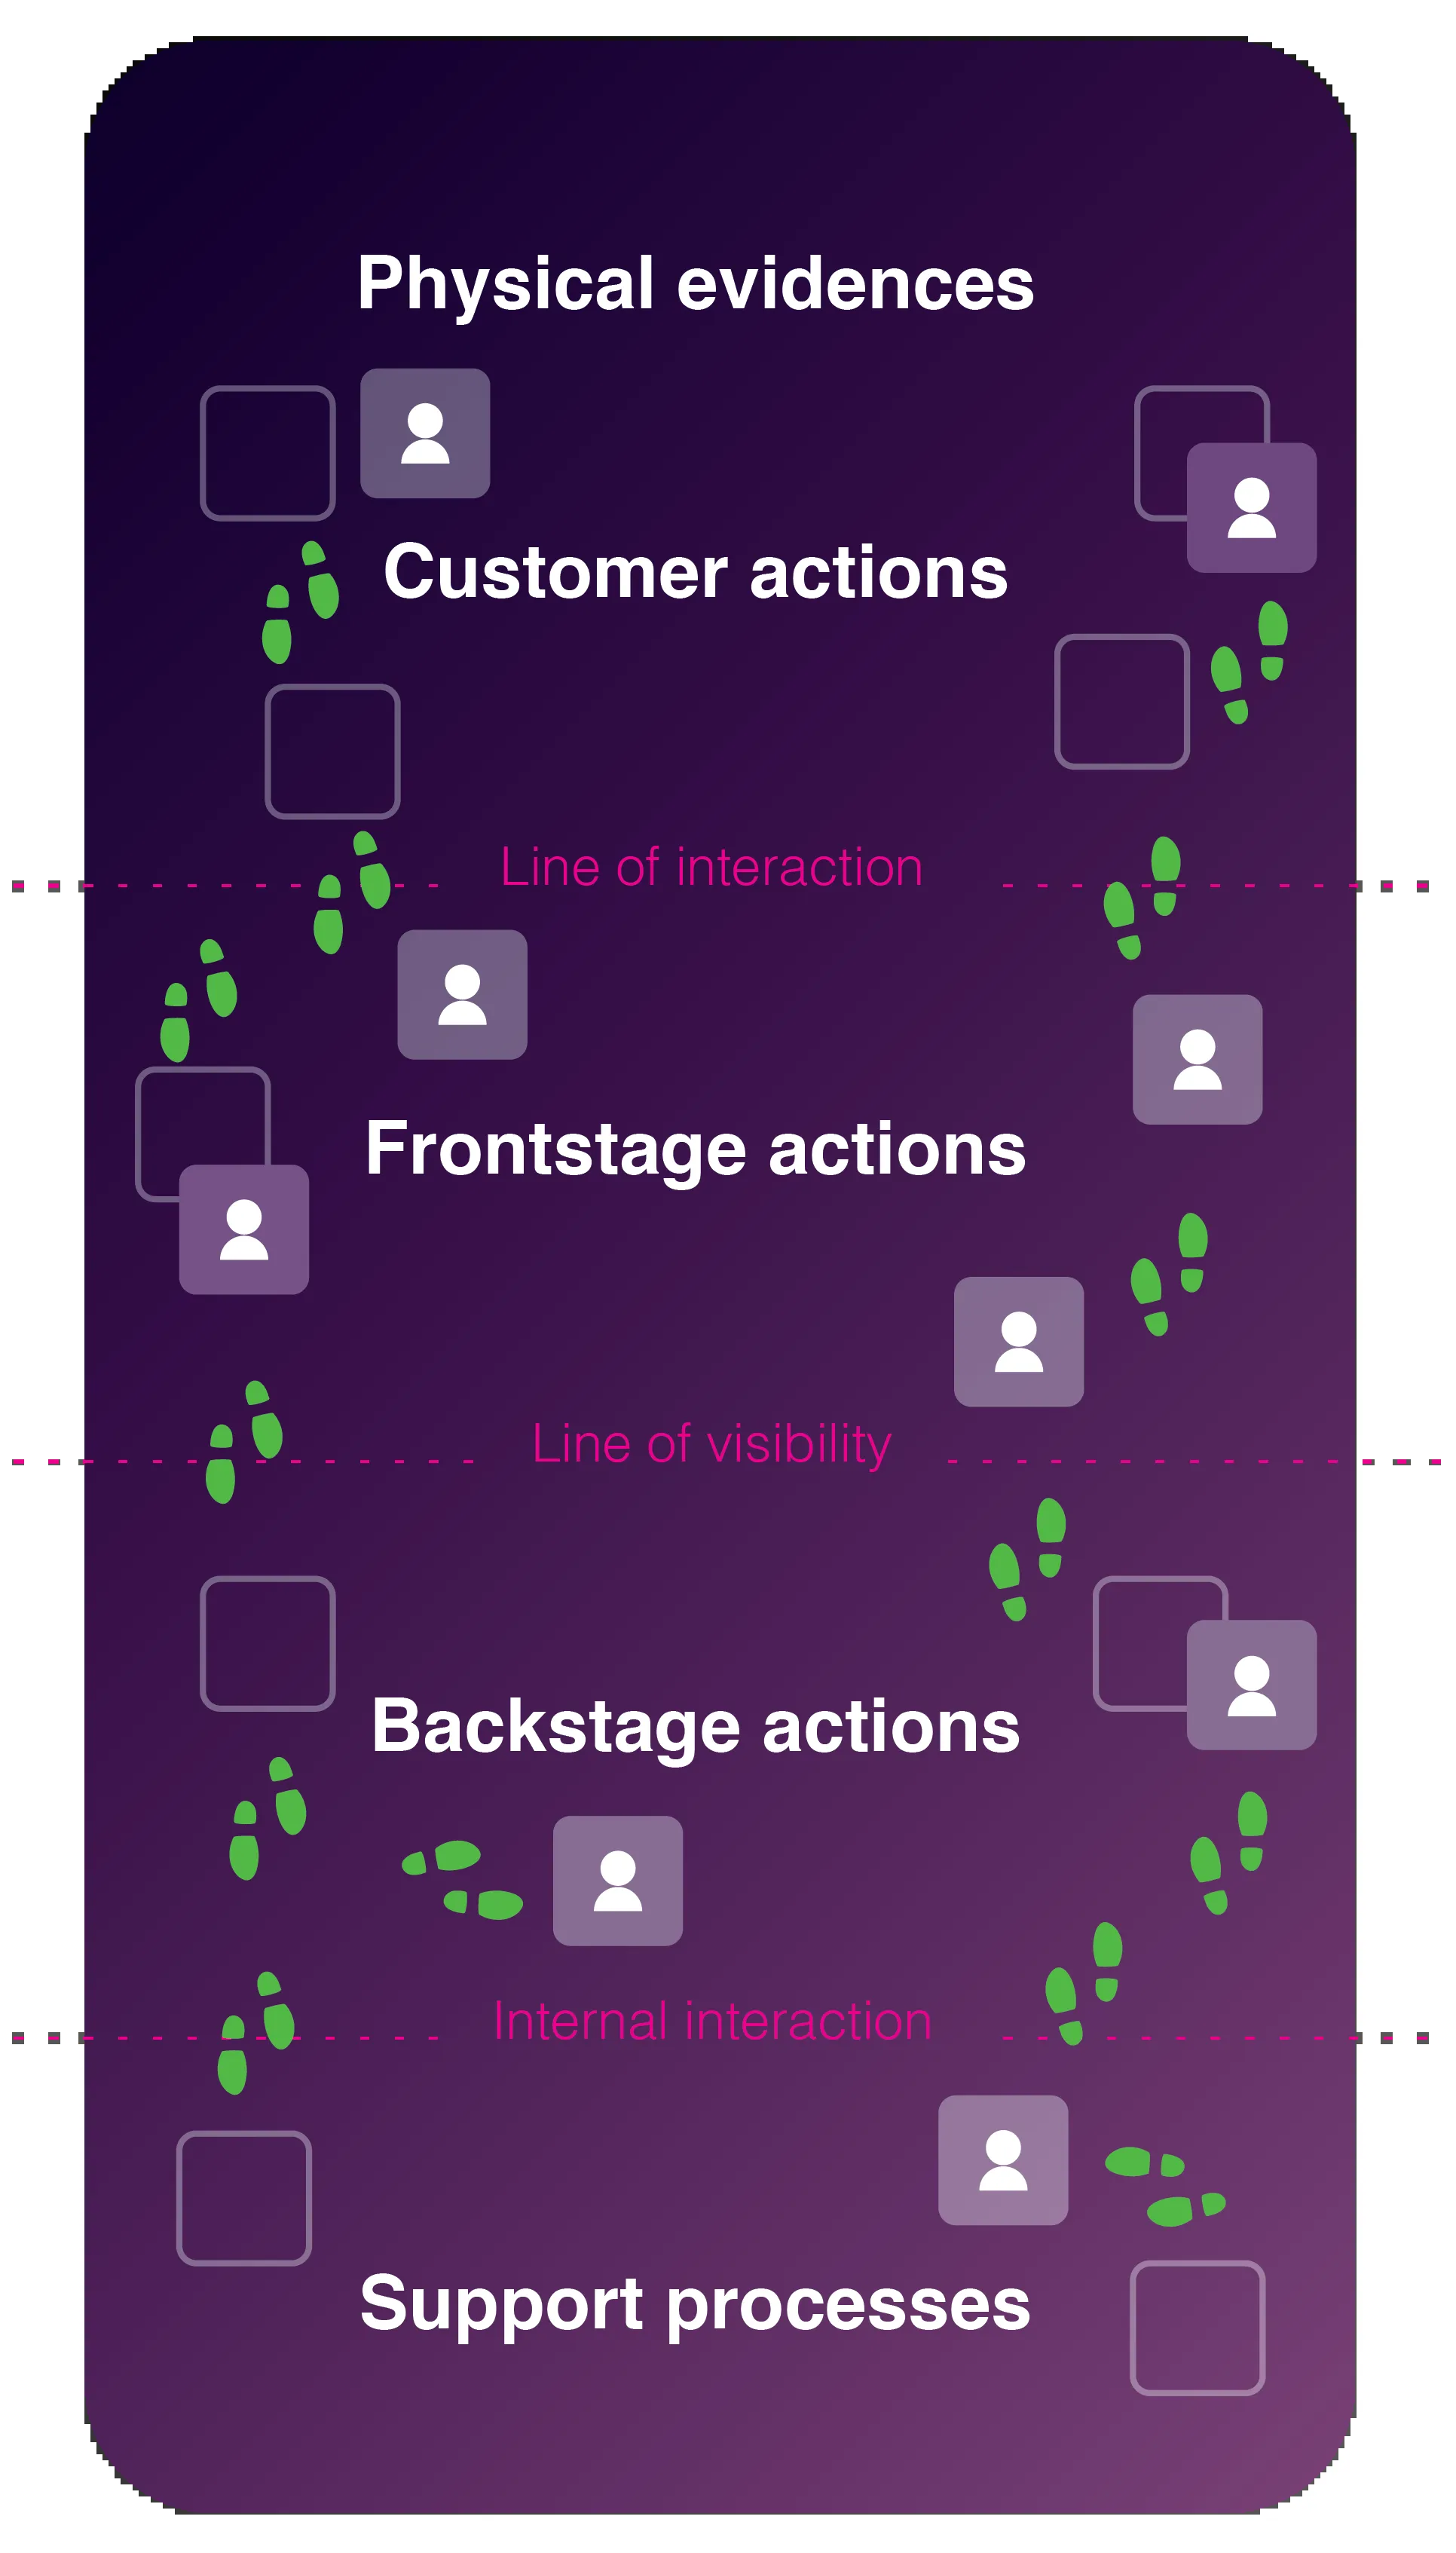 Physical evidences
Customer actions
Line of interaction
Frontstage actions
Line of visibility
Backstage actions
Internal interaction
Support processes